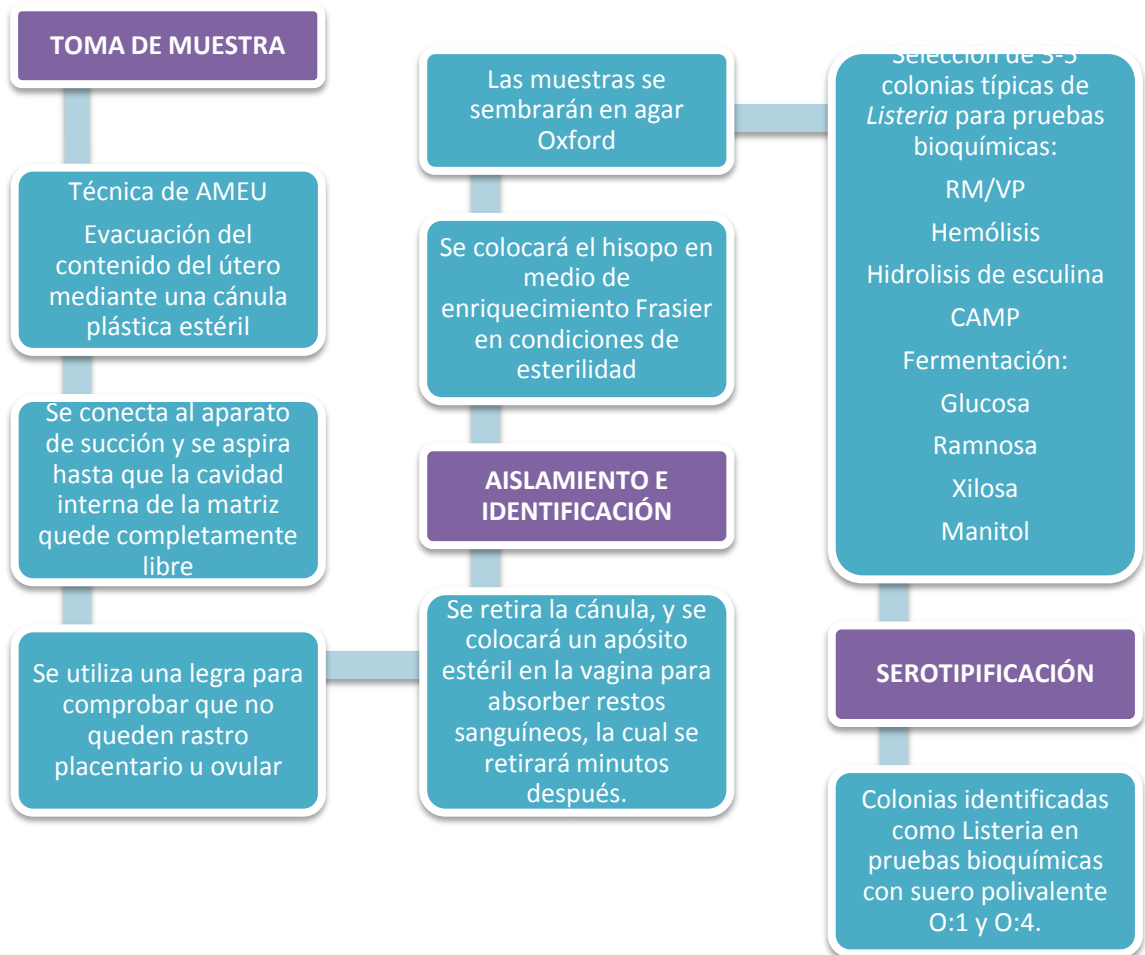 TOMA DE MUESTRA
Técnica de AMEU
Evacuación del
contenido del útero
mediante una cánula
plástica estéril
Se conecta al aparato
de succión y se aspira
hasta que la cavidad
interna de la matriz
quede completamente
libre
Se utiliza una legra para
comprobar que no
queden rastro
placentario u ovular
Se retira la cánula, y se
colocará un apósito
estéril en la vagina para
absorber restos
sanguíneos, la cual se
retirará minutos
después.
AISLAMIENTO E
IDENTIFICACIÓN
Se colocará el hisopo en
medio de
enriquecimiento Frasier
en condiciones de
esterilidad
Las muestras se
sembrarán en agar
Oxford
Selección de 3-5
colonias típicas de
Listeria para pruebas
bioquímicas:
RM/VP
Hemólisis
Hidrolisis de esculina
CAMP
Fermentación:
Glucosa
Ramnosa
Xilosa
Manitol
SEROTIPIFICACIÓN
Colonias identificadas
como Listeria en
pruebas bioquímicas
con suero polivalente
O:1 y O:4.